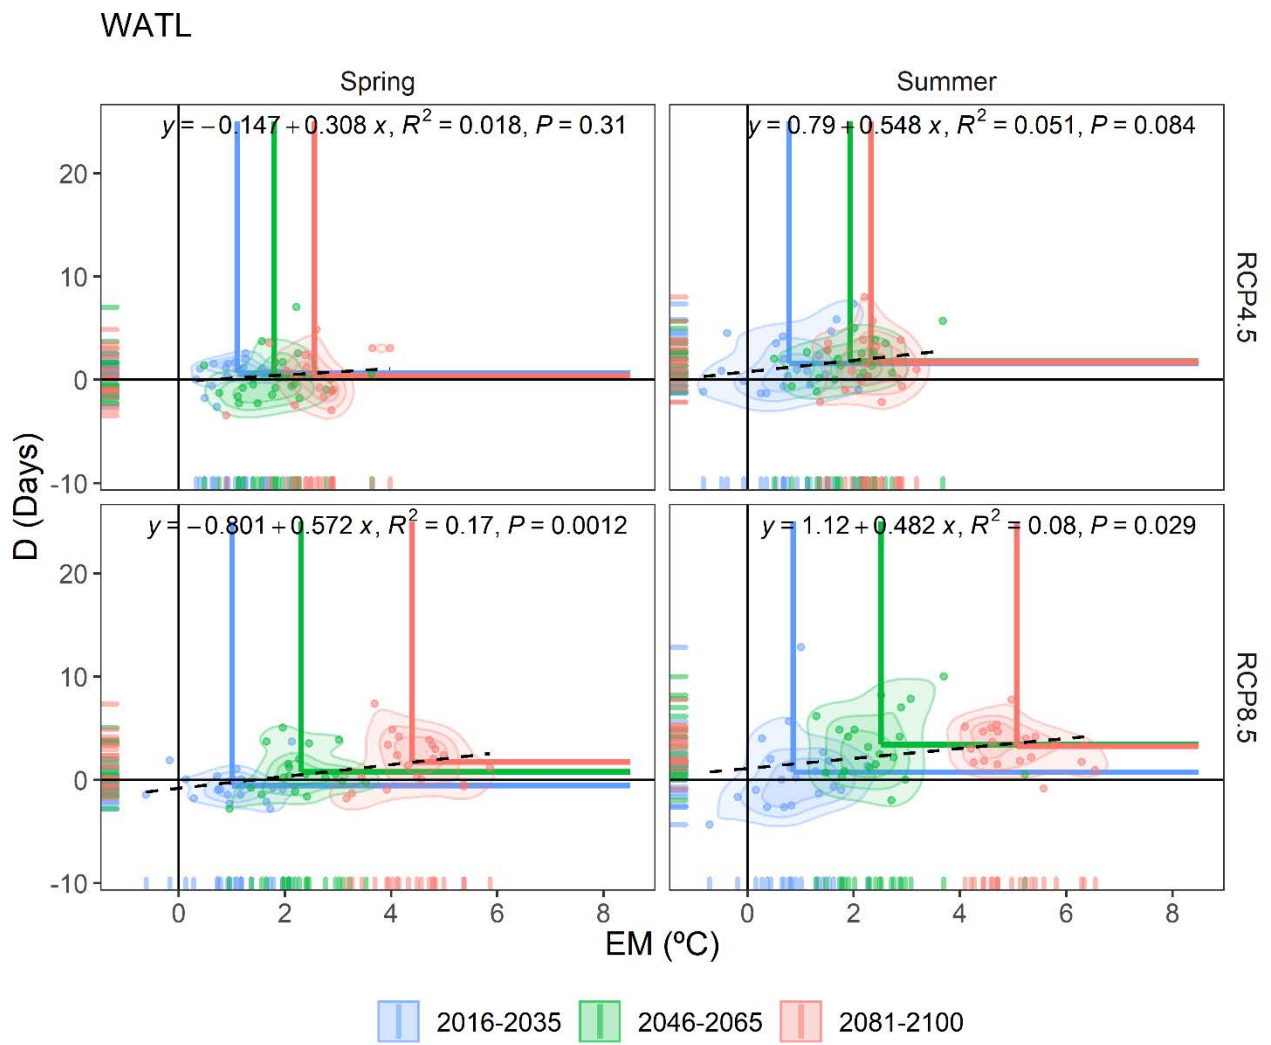 WATL
Spring Summer
y = −0.147 + 0.308 x, R² = 0.018, P = 0.31
y = 0.79 + 0.548 x, R² = 0.051, P = 0.084
20
10
0
-10
RCP4.5
y = −0.801 + 0.572 x, R² = 0.17, P = 0.0012
y = 1.12 + 0.482 x, R² = 0.08, P = 0.029
20
10
0
-10
RCP8.5
D (Days)
0 2 4 6 8 0 2 4 6 8
EM (ºC)
2016-2035 2046-2065 2081-2100